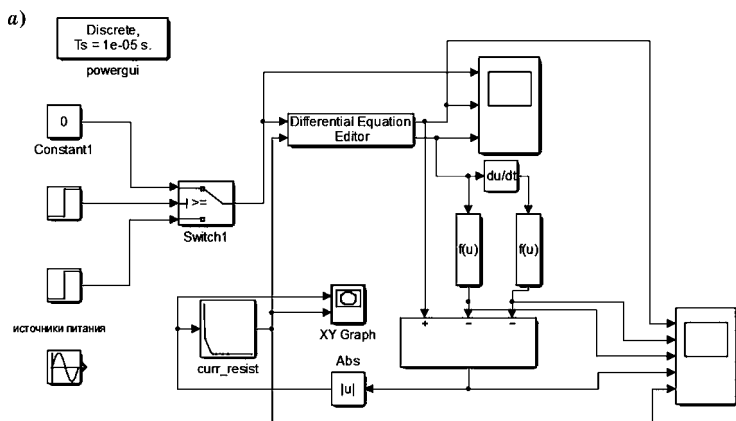 а)
Discrete,
Ts = 1e-05 s.
powergui
0
Constant1
>=
Switch1
Differential Equation
Editor
du/dt
f(u)
f(u)
источники питания
curr_resist
XY Graph
Abs
|u|
+
−
−